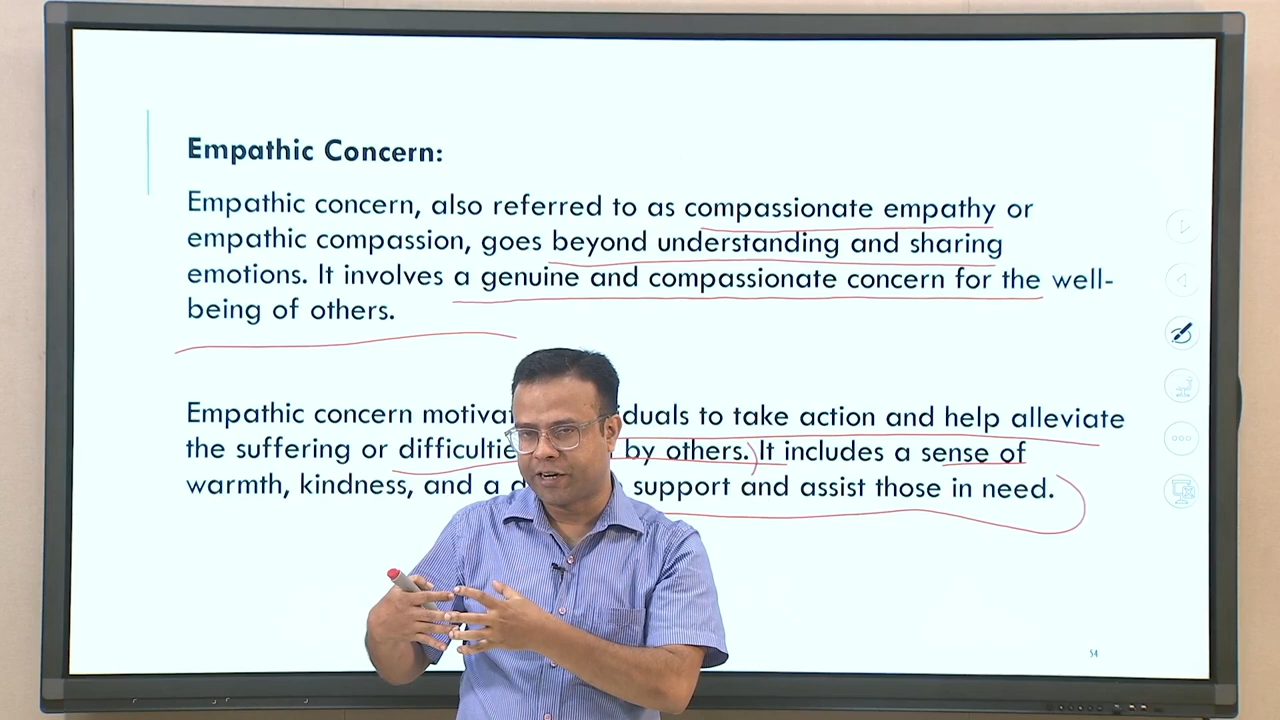 Empathic Concern:
Empathic concern, also referred to as compassionate empathy or
empathic compassion, goes beyond understanding and sharing
emotions. It involves a genuine and compassionate concern for the well-
being of others.
Empathic concern to take action and help alleviate
the suffering or by others. It includes a sense of
warmth, kindness, and a support and assist those in need.
54